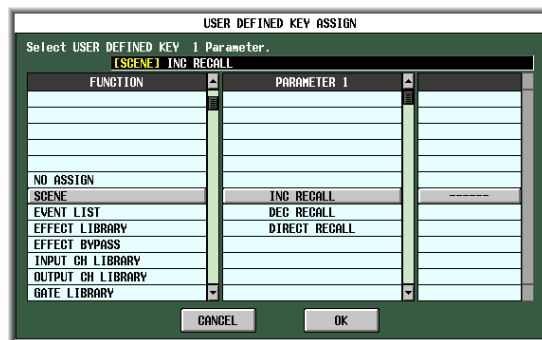 USER DEFINED KEY ASSIGN
Select USER DEFINED KEY 1 Parameter.
[SCENE] INC RECALL
FUNCTION PARAMETER 1
NO ASSIGN
SCENE INC RECALL ------
EVENT LIST DEC RECALL
EFFECT LIBRARY DIRECT RECALL
EFFECT BYPASS
INPUT CH LIBRARY
OUTPUT CH LIBRARY
GATE LIBRARY
CANCEL OK